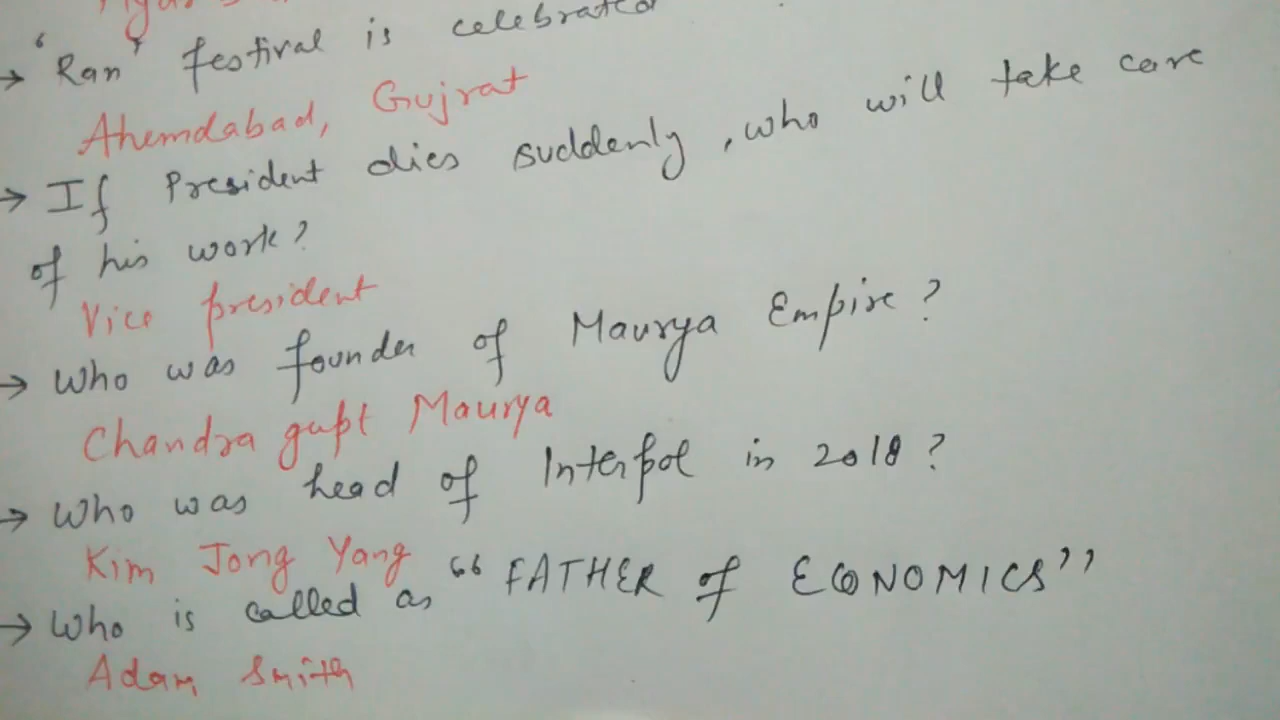 → 'Ran' festival is celebrated
Ahemdabad, Gujrat
→ If President dies suddenly, who will take care
of his work?
Vice president
→ Who was founder of Maurya Empire?
Chandra gupt Maurya
→ Who was head of Interpol in 2018?
Kim Jong Yang
→ Who is called as "FATHER of ECONOMICS"
Adam Smith